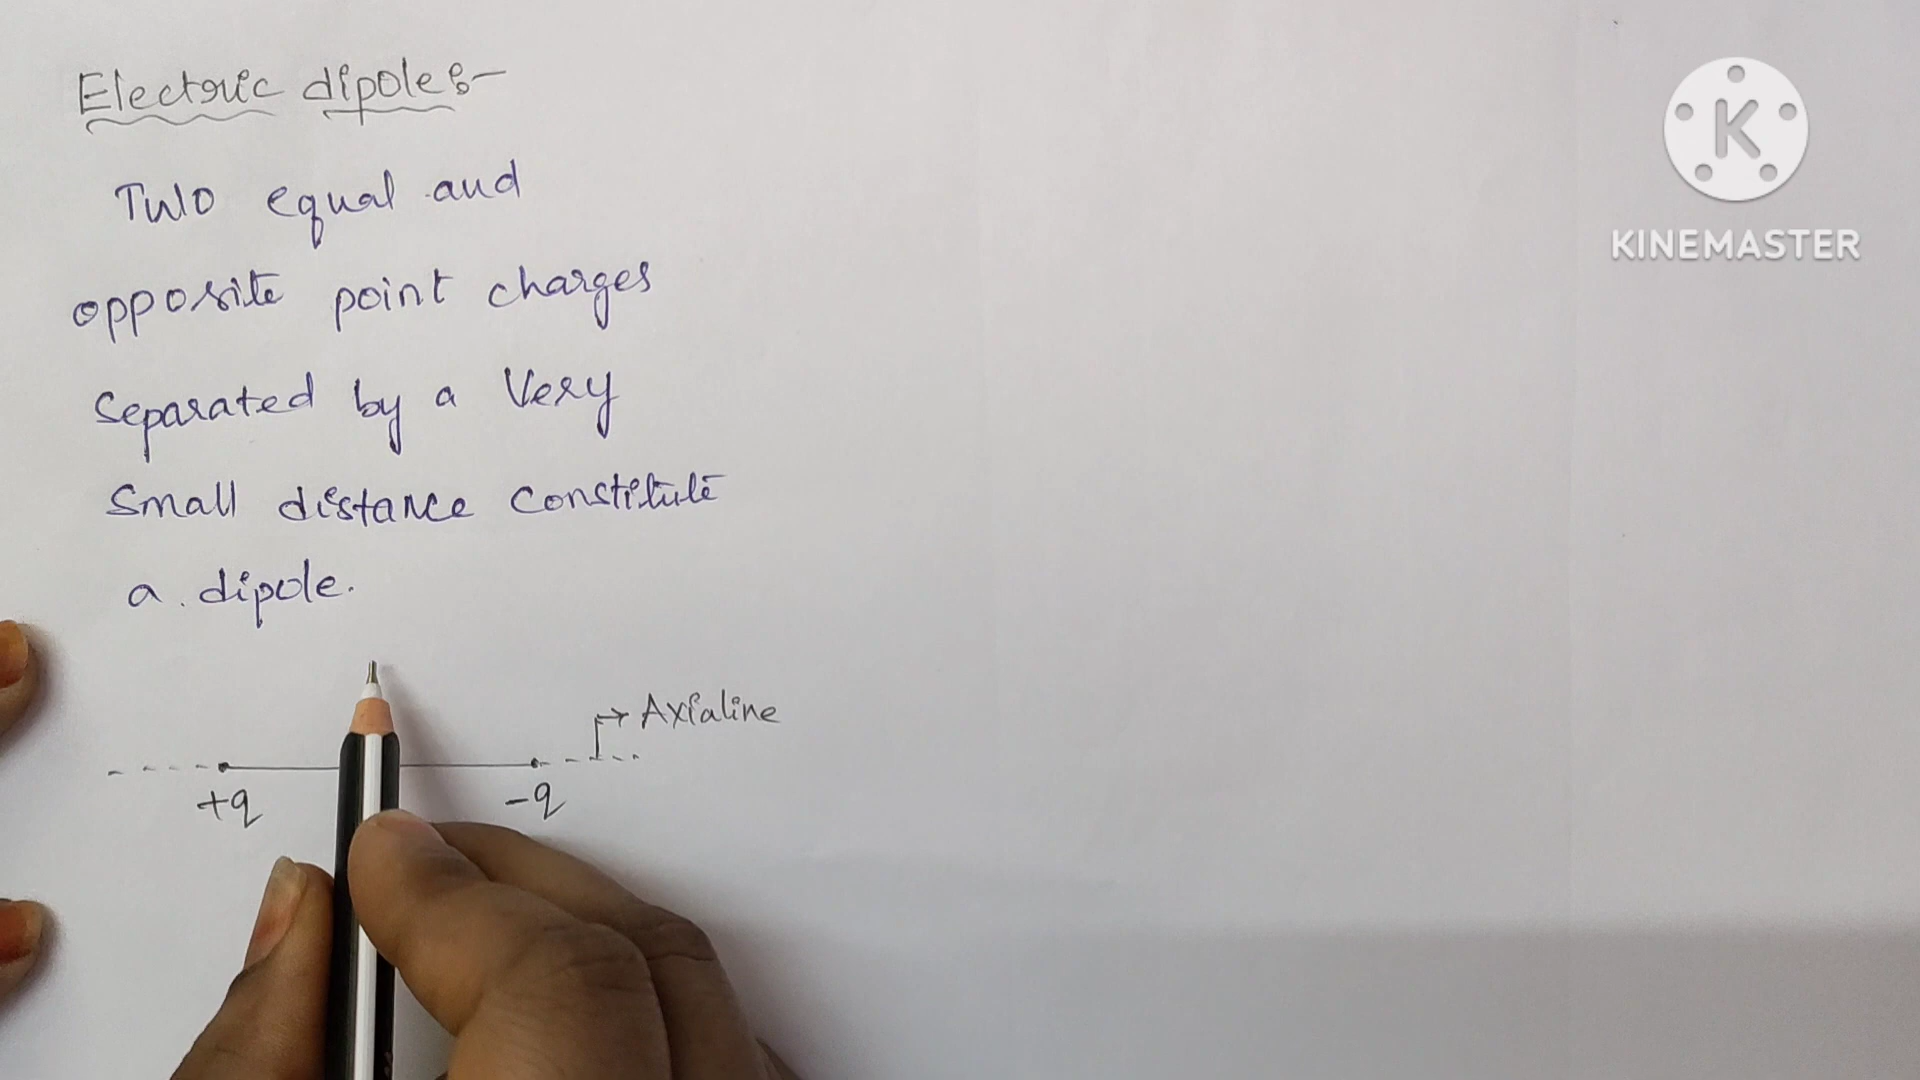 Electric dipole:-
Two equal and
opposite point charges
Separated by a Very
Small distance constitute
a dipole.
Axialine
+q
-q
K
KINEMASTER